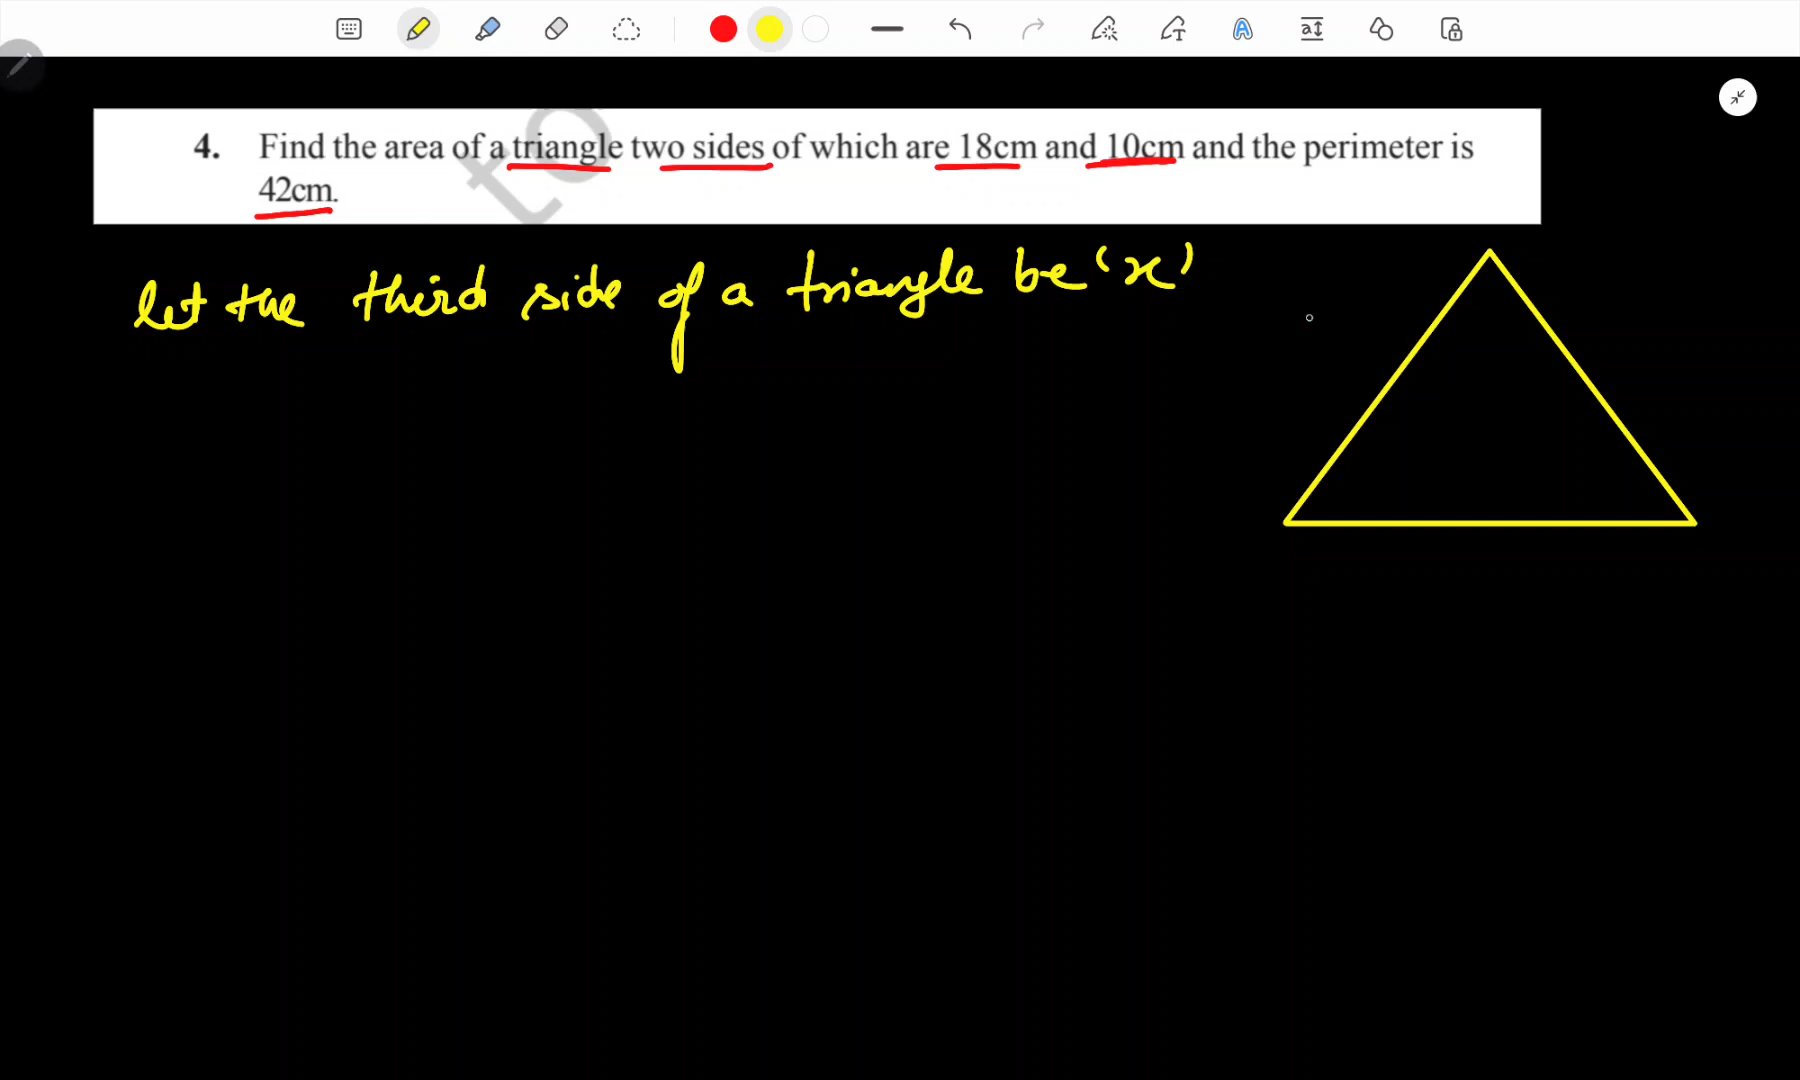 4. Find the area of a triangle two sides of which are 18cm and 10cm and the perimeter is
42cm.
to
let the third side of a triangle be 'x'